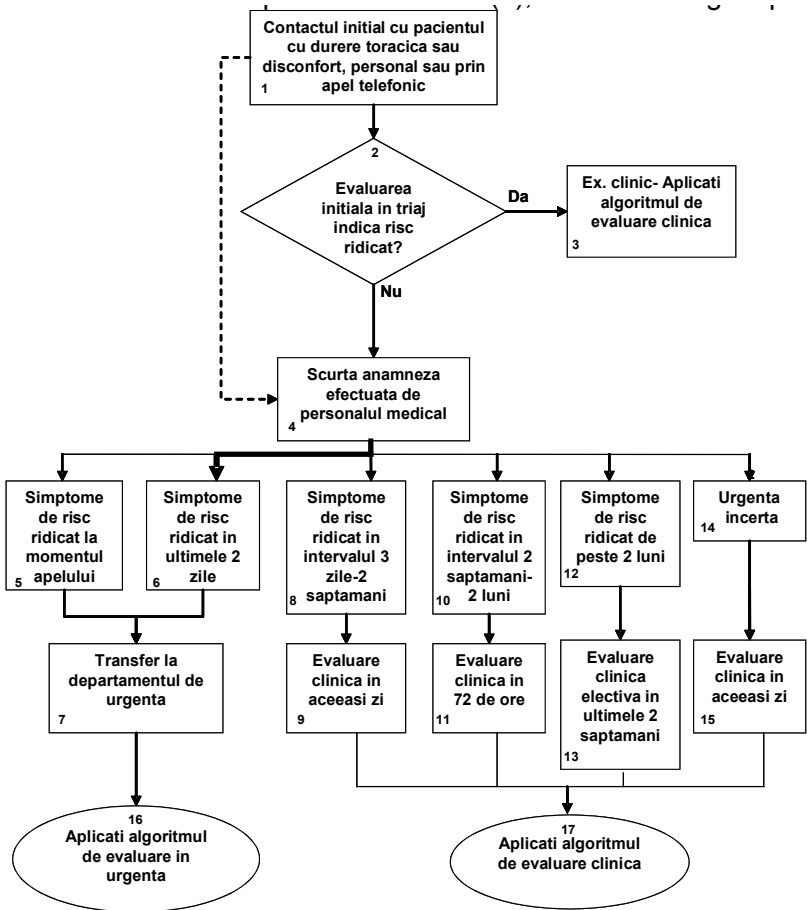 Contactul initial cu pacientul
cu durere toracica sau
disconfort, personal sau prin
apel telefonic
1
2
Evaluarea
initiala in triaj
indica risc
ridicat?
Da
Ex. clinic- Aplicati
algoritmul de
evaluare clinica
3
Nu
Scurta anamneza
efectuata de
personalul medical
4
Simptome
de risc
ridicat la
momentul
apelului
5
Simptome
de risc
ridicat in
ultimele 2
zile
6
Simptome
de risc
ridicat in
intervalul 3
zile-2
saptamani
8
Simptome
de risc
ridicat in
intervalul 2
saptamani-
2 luni
10
Simptome
de risc
ridicat de
peste 2 luni
12
Urgenta
incerta
14
Transfer la
departamentul de
urgenta
7
Evaluare
clinica in
aceeasi zi
9
Evaluare
clinica in
72 de ore
11
Evaluare
clinica
electiva in
ultimele 2
saptamani
13
Evaluare
clinica in
aceeasi zi
15
16
Aplicati algoritmul
de evaluare in
urgenta
17
Aplicati algoritmul
de evaluare clinica